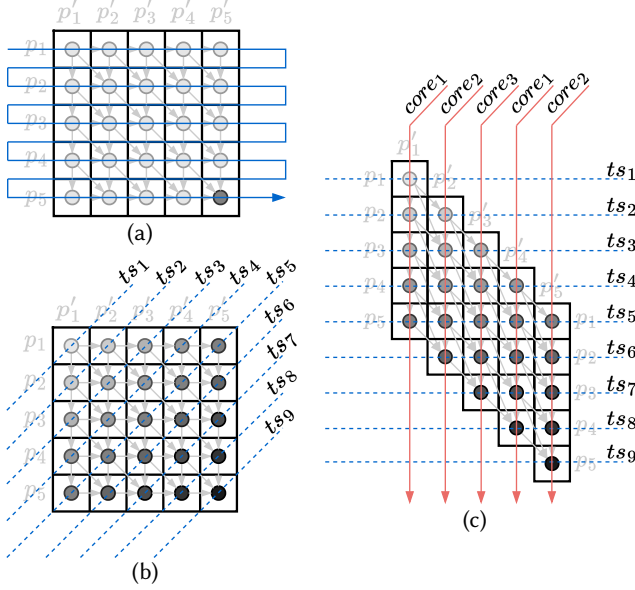 p′1 p′2 p′3 p′4 p′5
p1
p2
p3
p4
p5
(a)
ts1 ts2 ts3 ts4 ts5
ts6
ts7
ts8
ts9
p′1 p′2 p′3 p′4 p′5
p1
p2
p3
p4
p5
(b)
core1 core2 core3 core1 core2
p′1
p1 ts1
p′2
p2 ts2
p′3
p3 ts3
p′4
p4 ts4
p′5
p5 p1 ts5
p2 ts6
p3 ts7
p4 ts8
p5 ts9
(c)